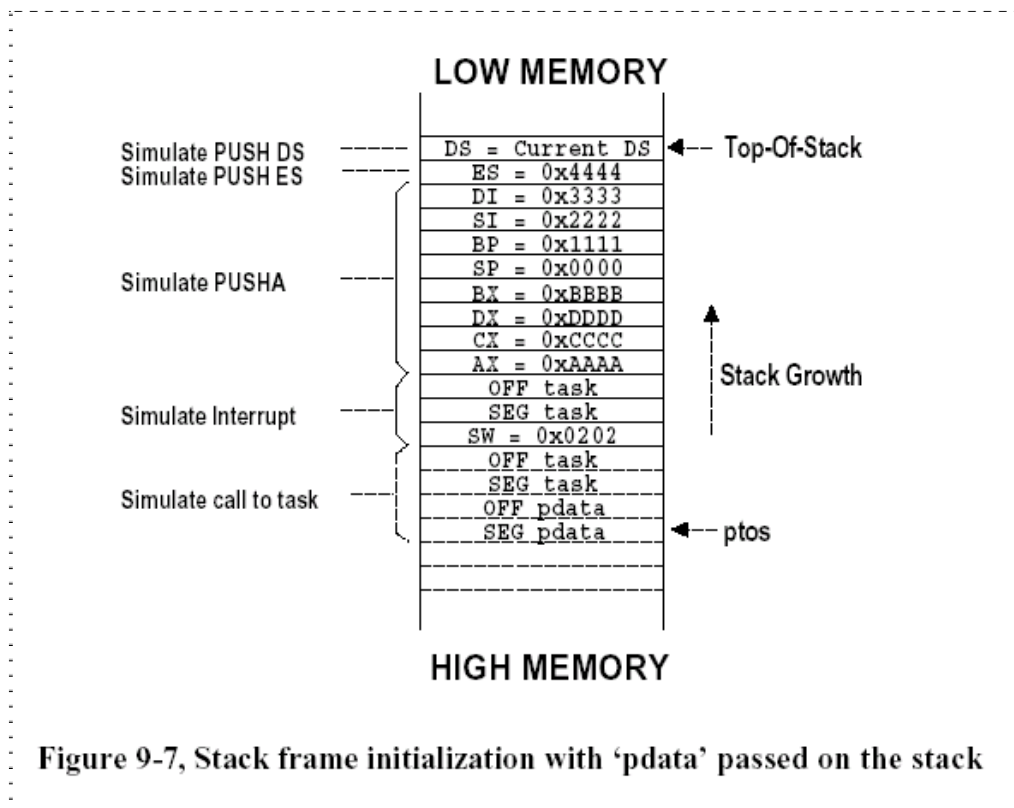 LOW MEMORY
Simulate PUSH DS
DS = Current DS
Top-Of-Stack
Simulate PUSH ES
ES = 0x4444
DI = 0x3333
SI = 0x2222
BP = 0x1111
Simulate PUSHA
SP = 0x0000
BX = 0xBBBB
DX = 0xDDDD
CX = 0xCCCC
AX = 0xAAAA
Stack Growth
OFF task
Simulate Interrupt
SEG task
SW = 0x0202
OFF task
Simulate call to task
SEG task
OFF pdata
SEG pdata
ptos
HIGH MEMORY
Figure 9-7, Stack frame initialization with ‘pdata’ passed on the stack